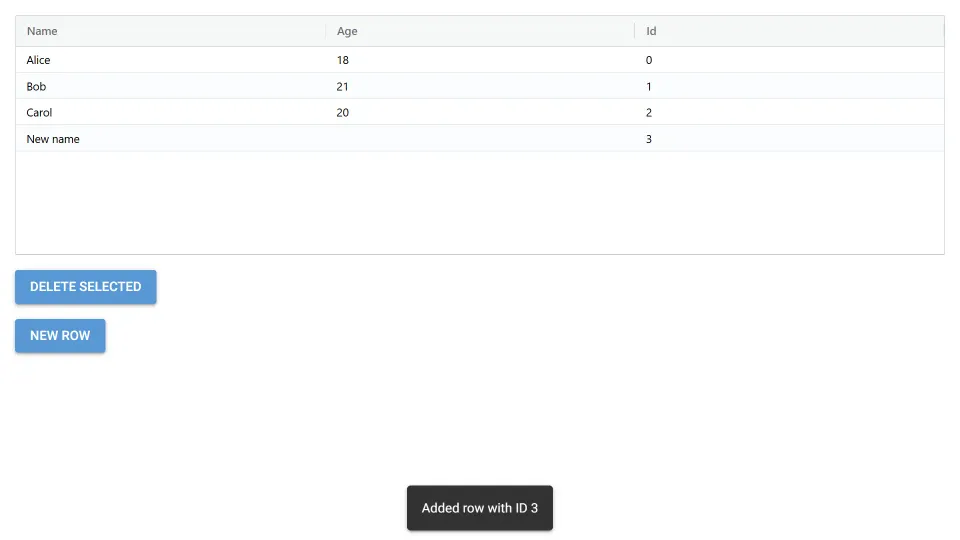 Name Age Id
Alice 18 0
Bob 21 1
Carol 20 2
New name 3
DELETE SELECTED
NEW ROW
Added row with ID 3